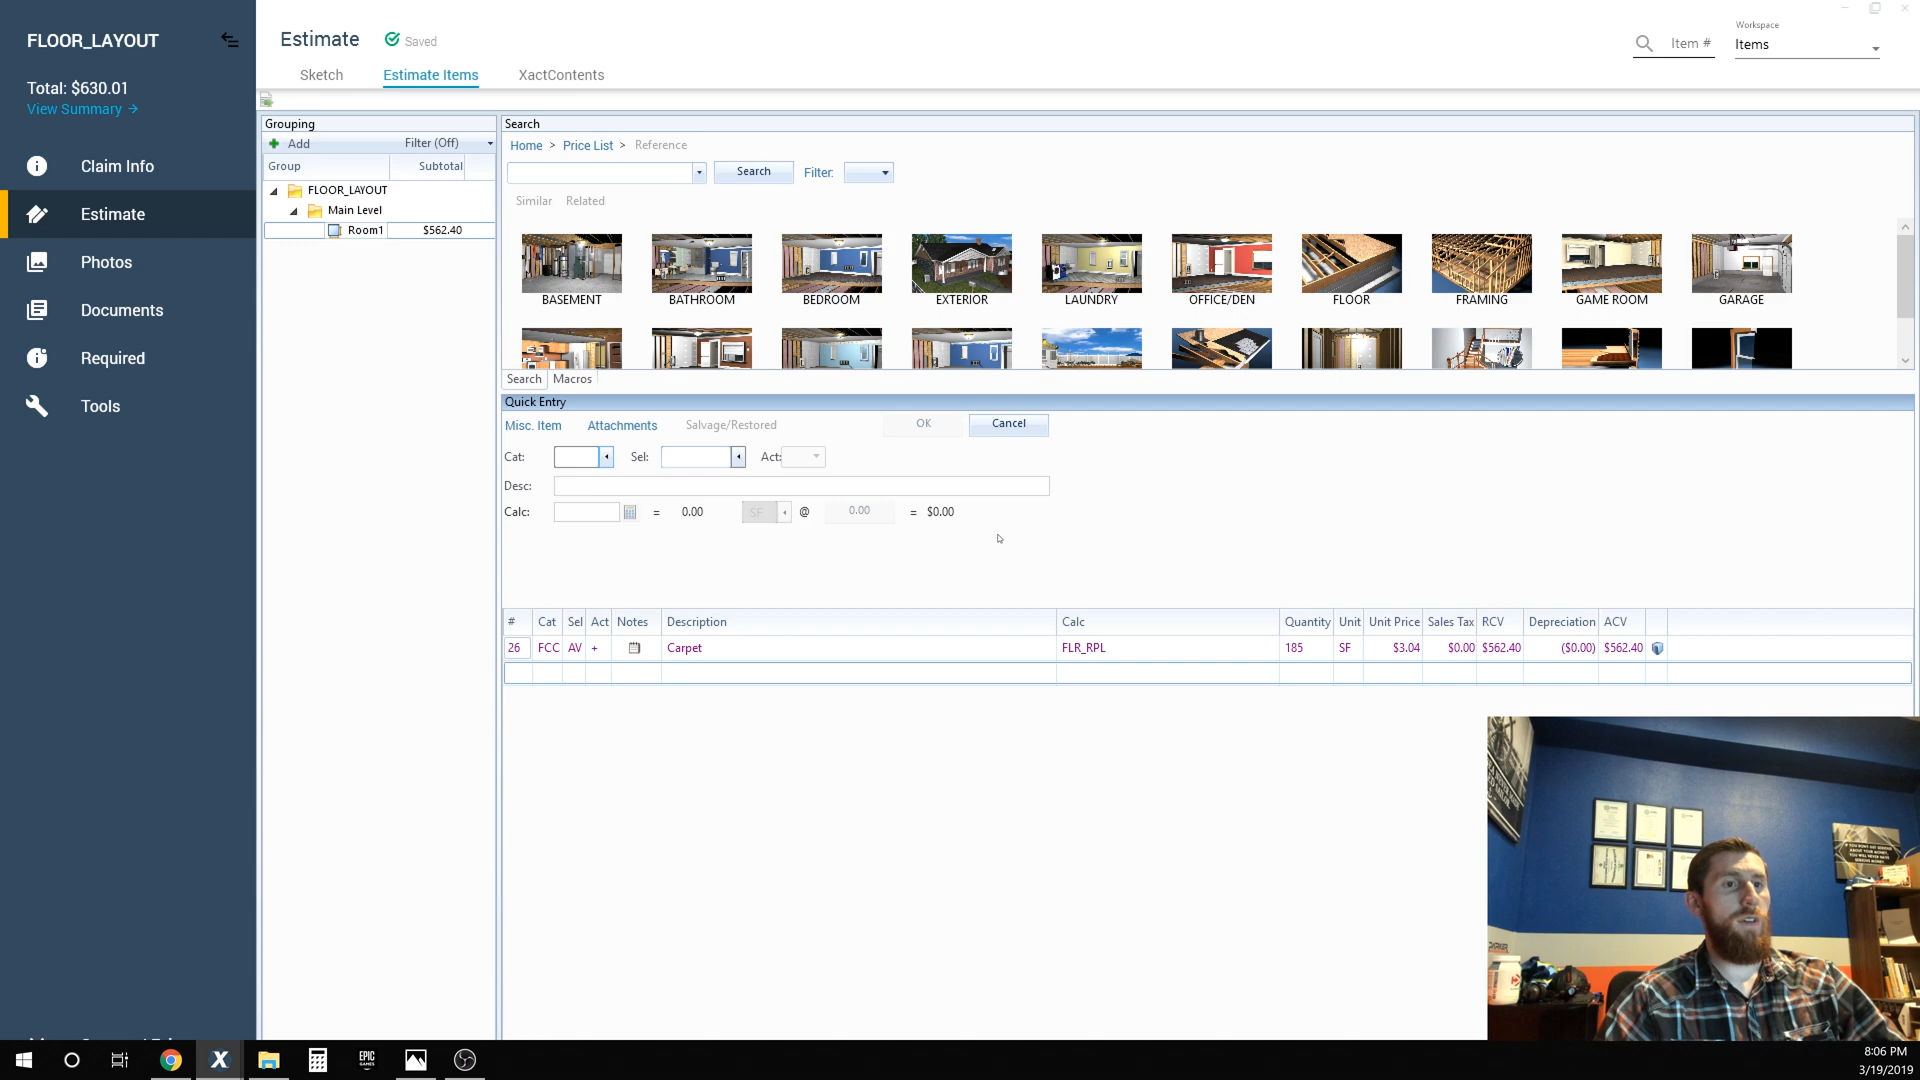 FLOOR_LAYOUT
Total: $630.01
View Summary →
Claim Info
Estimate
Photos
Documents
Required
Tools
Estimate
Saved
Sketch
Estimate Items
XactContents
Item #
Workspace
Items
Grouping
Add
Filter (Off)
Group
Subtotal
FLOOR_LAYOUT
Main Level
Room1 $562.40
Search
Home > Price List > Reference
Search
Filter:
Similar Related
BASEMENT BATHROOM BEDROOM EXTERIOR LAUNDRY OFFICE/DEN FLOOR FRAMING GAME ROOM GARAGE
Search Macros
Quick Entry
Misc. Item Attachments Salvage/Restored OK Cancel
Cat: Sel: Act:
Desc:
Calc: = 0.00 SF @ 0.00 = $0.00
# Cat Sel Act Notes Description Calc Quantity Unit Unit Price Sales Tax RCV Depreciation ACV
26 FCC AV + Carpet FLR_RPL 185 SF $3.04 $0.00 $562.40 ($0.00) $562.40
EPIC
GAMES
8:06 PM
3/19/2019